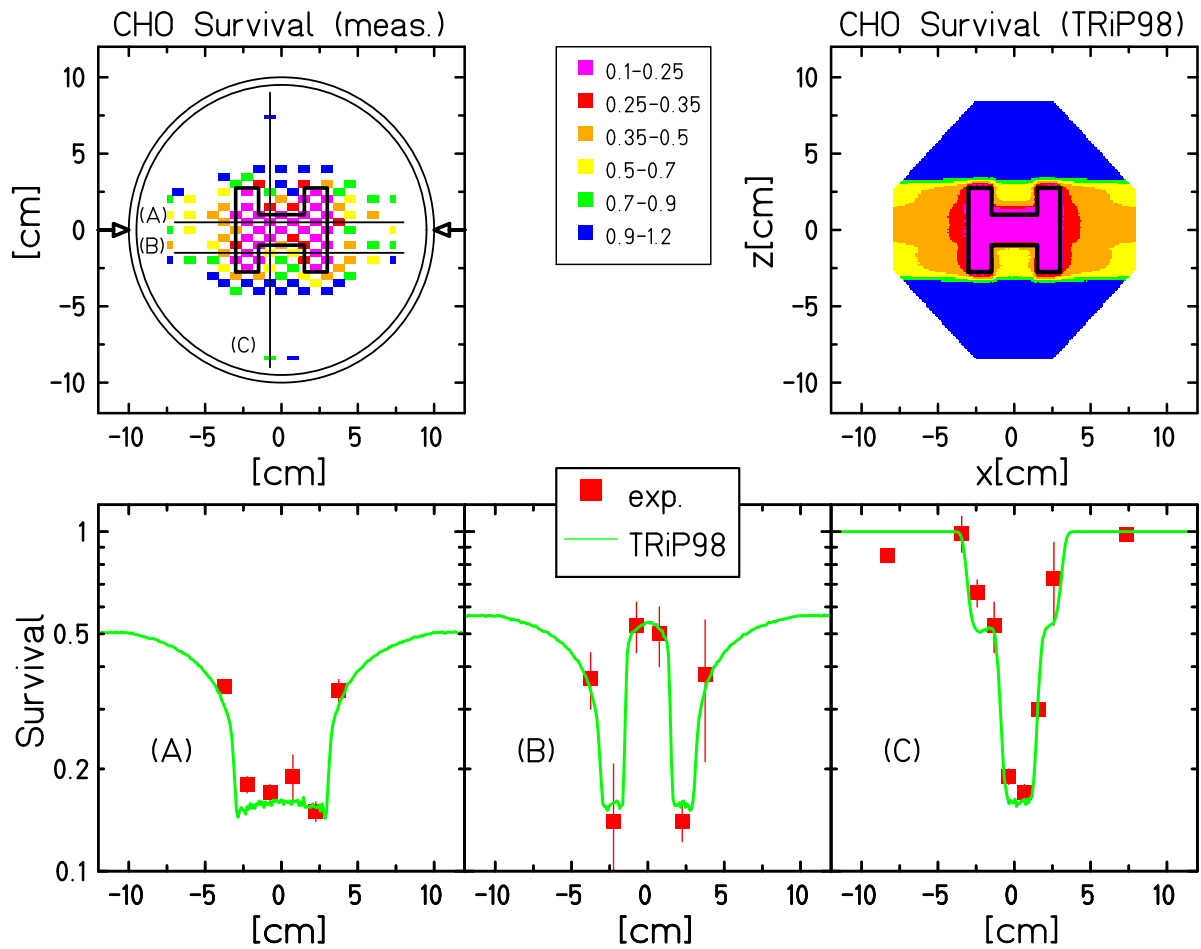 CHO Survival (meas.)
CHO Survival (TRiP98)
0.1-0.25
0.25-0.35
0.35-0.5
0.5-0.7
0.7-0.9
0.9-1.2
10
5
0
-5
-10
[cm]
(A)
(B)
(C)
-10 -5 0 5 10
[cm]
10
5
0
-5
-10
z[cm]
-10 -5 0 5 10
x[cm]
exp.
TRiP98
1
0.5
0.2
0.1
Survival
(A)
(B)
(C)
-10 -5 0 5 10
[cm]
-10 -5 0 5 10
[cm]
-10 -5 0 5 10
[cm]